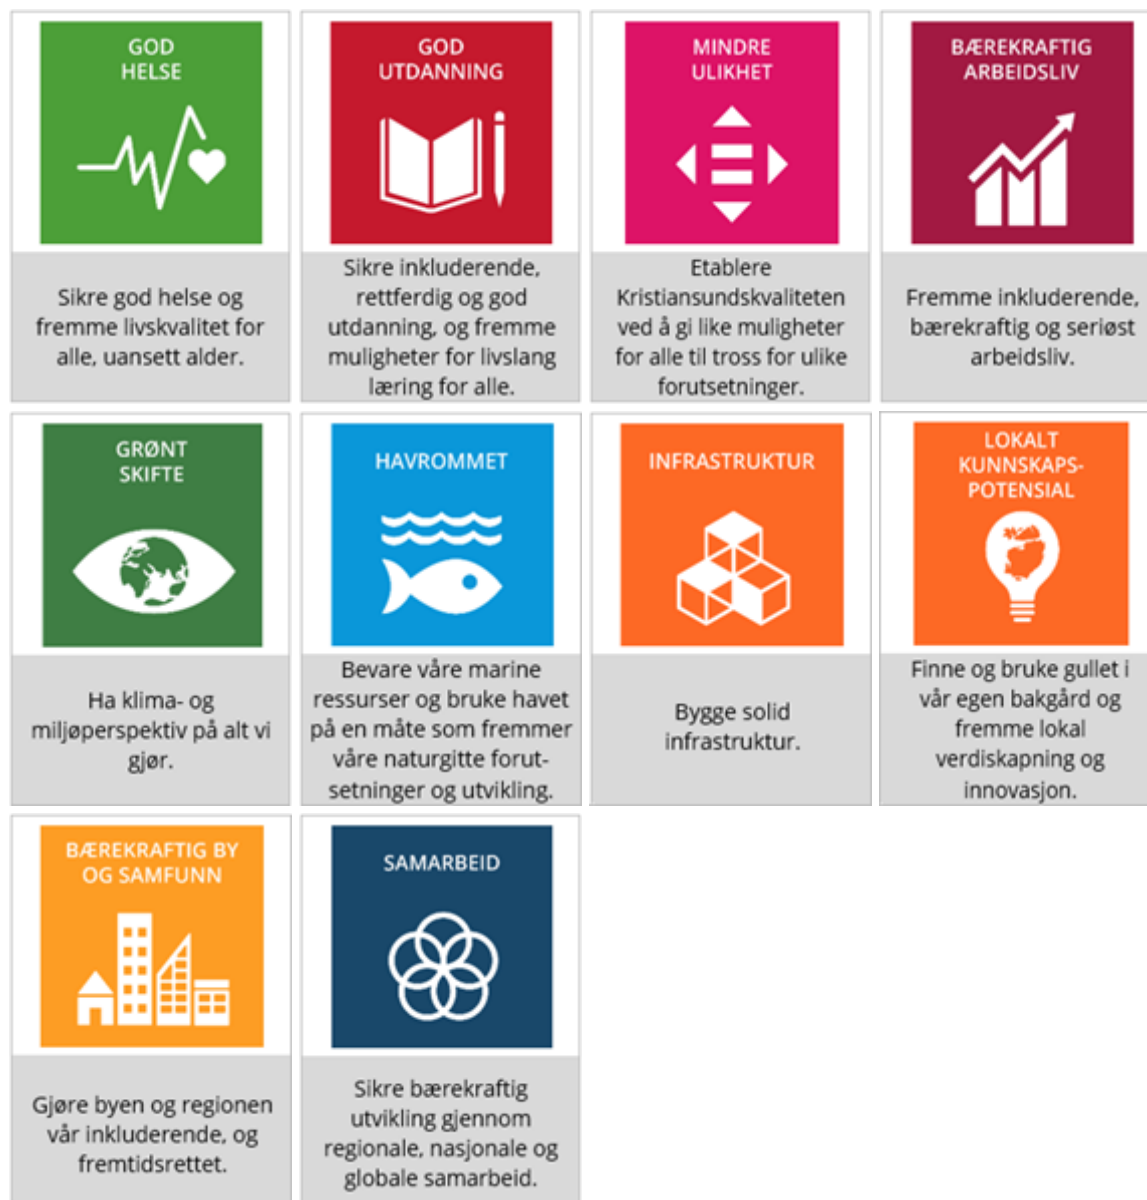 GOD
HELSE
Sikre god helse og
fremme livskvalitet for
alle, uansett alder.
GOD
UTDANNING
Sikre inkluderende,
rettferdig og god
utdanning, og fremme
muligheter for livslang
læring for alle.
MINDRE
ULIKHET
Etablere
Kristiansundskvaliteten
ved å gi like muligheter
for alle til tross for ulike
forutsetninger.
BÆREKRAFTIG
ARBEIDSLIV
Fremme inkluderende,
bærekraftig og seriøst
arbeidsliv.
GRØNT
SKIFTE
Ha klima- og
miljøperspektiv på alt vi
gjør.
HAVROMMET
Bevare våre marine
ressurser og bruke havet
på en måte som fremmer
våre naturgitte forut-
setninger og utvikling.
INFRASTRUKTUR
Bygge solid
infrastruktur.
LOKALT
KUNNSKAPS-
POTENSIAL
Finne og bruke gullet i
vår egen bakgård og
fremme lokal
verdiskapning og
innovasjon.
BÆREKRAFTIG BY
OG SAMFUNN
Gjøre byen og regionen
vår inkluderende, og
fremtidsrettet.
SAMARBEID
Sikre bærekraftig
utvikling gjennom
regionale, nasjonale og
globale samarbeid.